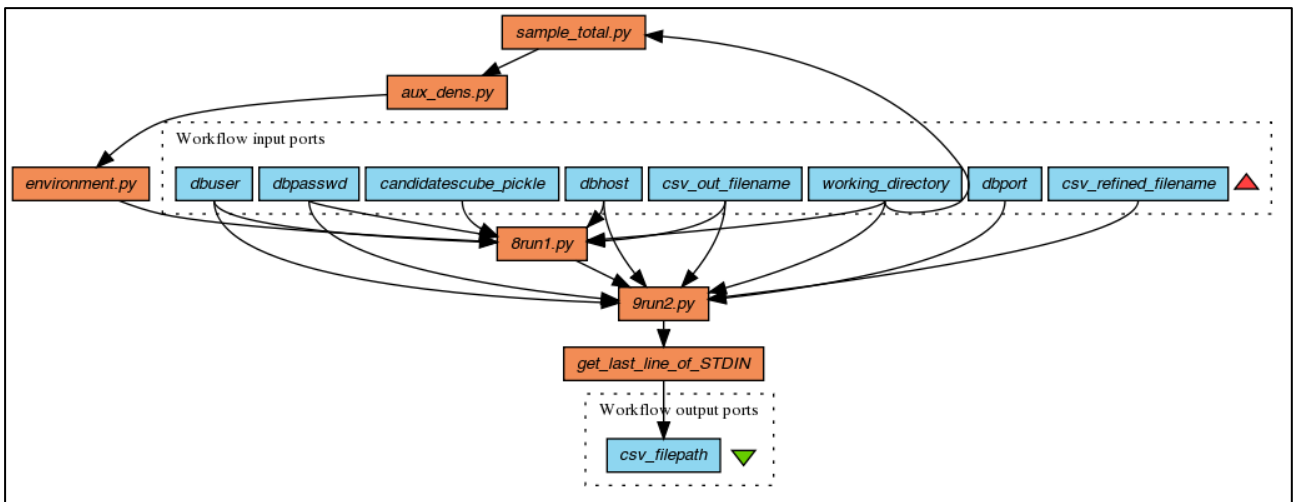 sample_total.py
aux_dens.py
Workflow input ports
environment.py
dbuser
dbpasswd
candidatescube_pickle
dbhost
csv_out_filename
working_directory
dbport
csv_refined_filename
8run1.py
9run2.py
get_last_line_of_STDIN
Workflow output ports
csv_filepath